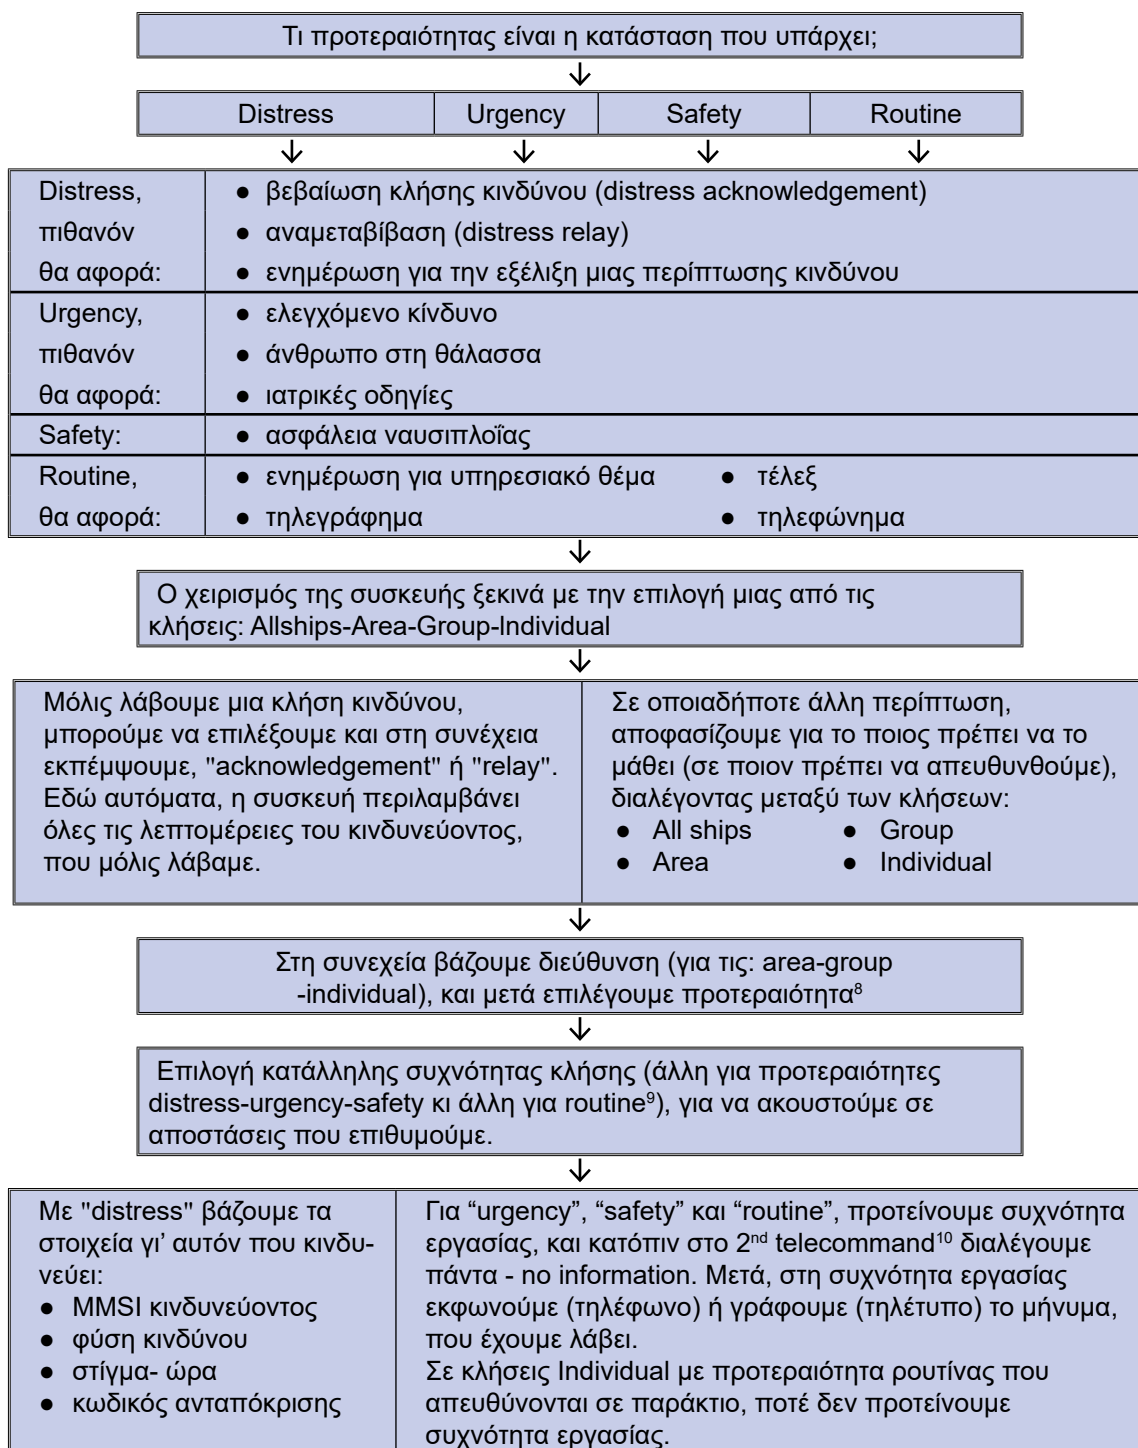 Τι προτεραιότητας είναι η κατάσταση που υπάρχει;
Distress Urgency Safety Routine
Distress, ● βεβαίωση κλήσης κινδύνου (distress acknowledgement)
πιθανόν ● αναμεταβίβαση (distress relay)
θα αφορά: ● ενημέρωση για την εξέλιξη μιας περίπτωσης κινδύνου
Urgency, ● ελεγχόμενο κίνδυνο
πιθανόν ● άνθρωπο στη θάλασσα
θα αφορά: ● ιατρικές οδηγίες
Safety: ● ασφάλεια ναυσιπλοΐας
Routine, ● ενημέρωση για υπηρεσιακό θέμα ● τέλεξ
θα αφορά: ● τηλεγράφημα ● τηλεφώνημα
Ο χειρισμός της συσκευής ξεκινά με την επιλογή μιας από τις
κλήσεις: Allships-Area-Group-Individual
Μόλις λάβουμε μια κλήση κινδύνου,
μπορούμε να επιλέξουμε και στη συνέχεια
εκπέμψουμε, "acknowledgement" ή "relay".
Εδώ αυτόματα, η συσκευή περιλαμβάνει
όλες τις λεπτομέρειες του κινδυνεύοντος,
που μόλις λάβαμε.
Σε οποιαδήποτε άλλη περίπτωση,
αποφασίζουμε για το ποιος πρέπει να το
μάθει (σε ποιον πρέπει να απευθυνθούμε),
διαλέγοντας μεταξύ των κλήσεων:
● All ships ● Group
● Area ● Individual
Στη συνεχεία βάζουμε διεύθυνση (για τις: area-group
-individual), και μετά επιλέγουμε προτεραιότητα⁸
Επιλογή κατάλληλης συχνότητας κλήσης (άλλη για προτεραιότητες
distress-urgency-safety κι άλλη για routine⁹), για να ακουστούμε σε
αποστάσεις που επιθυμούμε.
Με "distress" βάζουμε τα
στοιχεία γι’ αυτόν που κινδυ-
νεύει:
● MMSI κινδυνεύοντος
● φύση κινδύνου
● στίγμα- ώρα
● κωδικός ανταπόκρισης
Για “urgency”, “safety” και “routine”, προτείνουμε συχνότητα
εργασίας, και κατόπιν στο 2ⁿᵈ telecommand¹⁰ διαλέγουμε
πάντα - no information. Μετά, στη συχνότητα εργασίας
εκφωνούμε (τηλέφωνο) ή γράφουμε (τηλέτυπο) το μήνυμα,
που έχουμε λάβει.
Σε κλήσεις Individual με προτεραιότητα ρουτίνας που
απευθύνονται σε παράκτιο, ποτέ δεν προτείνουμε
συχνότητα εργασίας.